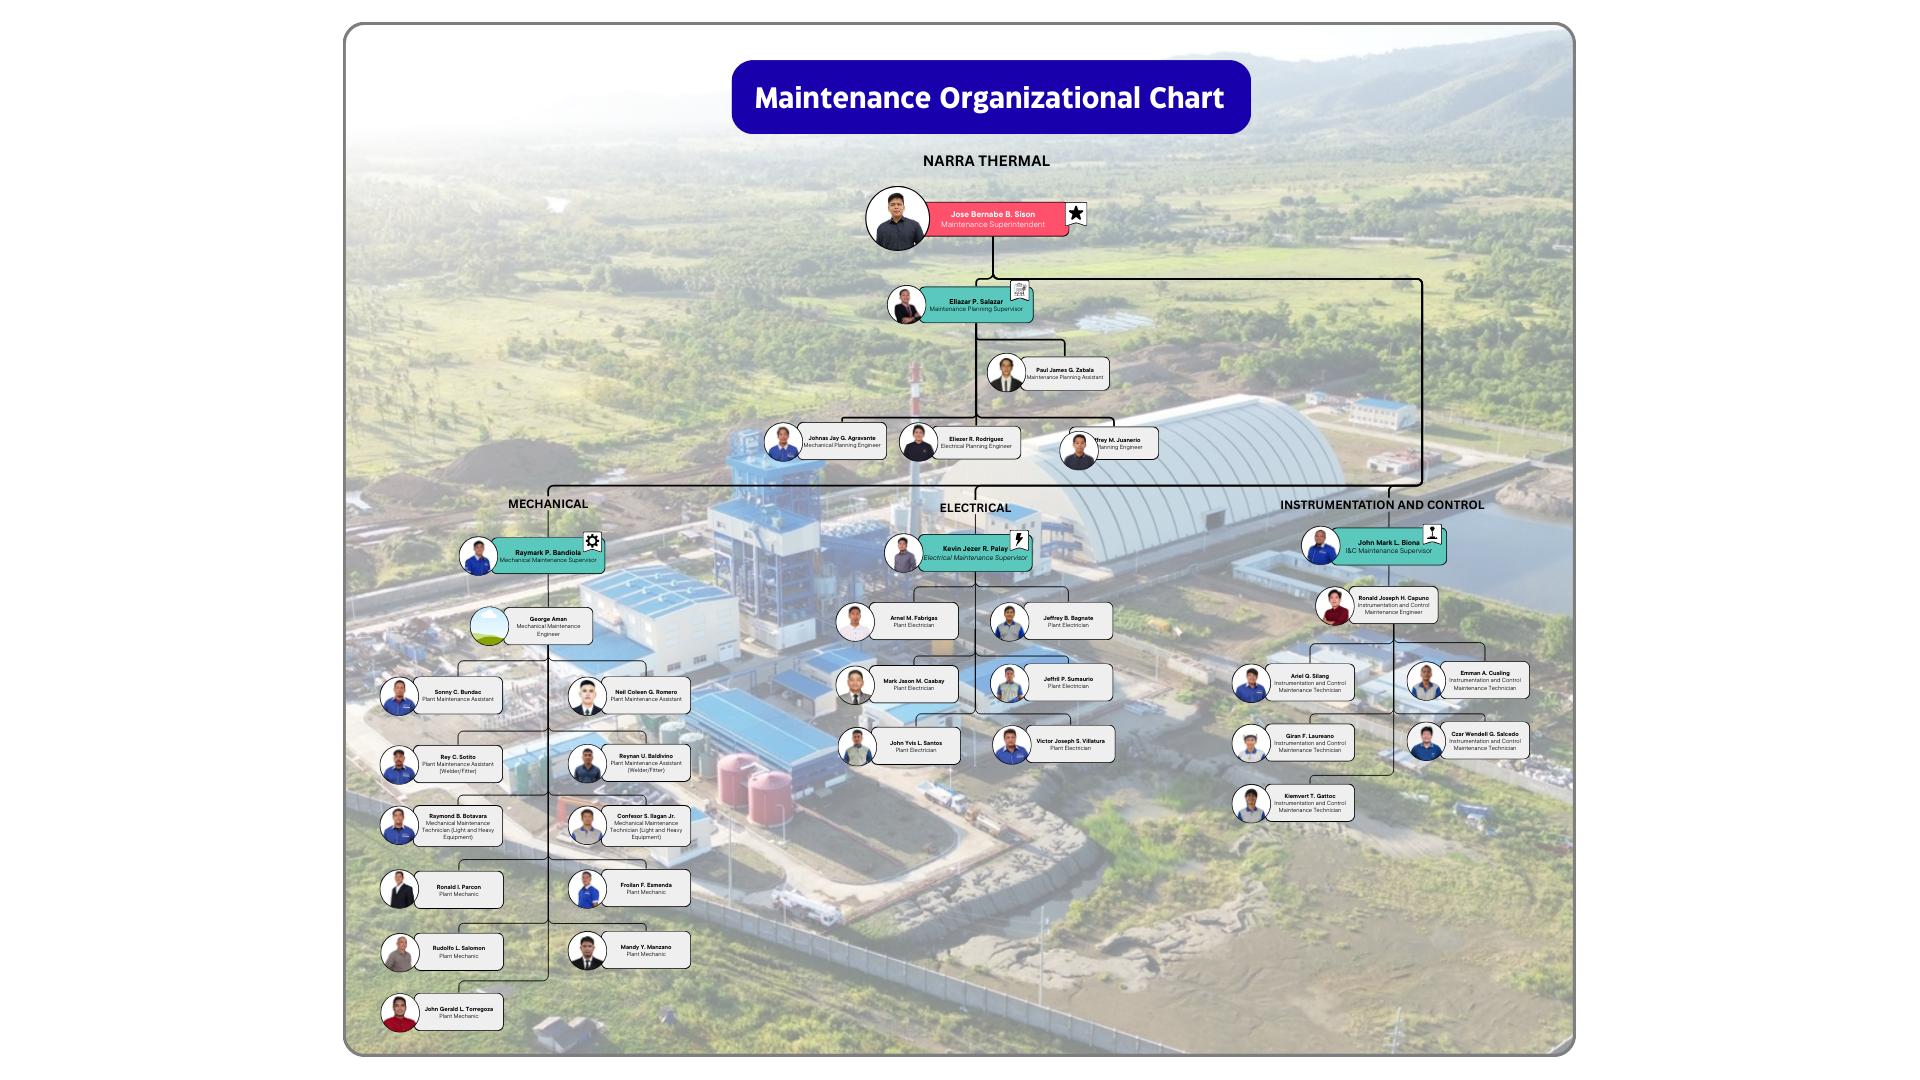 Maintenance Organizational Chart
NARRA THERMAL
Jose Bernabe B. Sison
Maintenance Superintendent
Eliazar P. Salazar
Maintenance Planning Supervisor
Paul James G. Zabala
Maintenance Planning Assistant
Johnas Jay G. Agravante
Mechanical Planning Engineer
Eliezer R. Rodriguez
Electrical Planning Engineer
ffrey M. Juanerio
Planning Engineer
MECHANICAL
ELECTRICAL
INSTRUMENTATION AND CONTROL
Raymark P. Bandiola
Mechanical Maintenance Supervisor
George Aman
Mechanical Maintenance
Engineer
Sonny C. Bundac
Plant Maintenance Assistant
Neil Coleen G. Romero
Plant Maintenance Assistant
Rey C. Sotito
Plant Maintenance Assistant
(Welder/Fitter)
Reynan U. Baldivino
Plant Maintenance Assistant
(Welder/Fitter)
Raymond B. Botavara
Mechanical Maintenance
Technician (Light and Heavy
Equipment)
Confesor S. Ilagan Jr.
Mechanical Maintenance
Technician (Light and Heavy
Equipment)
Ronald I. Parcon
Plant Mechanic
Froilan F. Esmenda
Plant Mechanic
Rudolfo L. Salomon
Plant Mechanic
Mandy Y. Manzano
Plant Mechanic
John Gerald L. Torregoza
Plant Mechanic
Kevin Jezer R. Palay
Electrical Maintenance Supervisor
Arnel M. Fabrigas
Plant Electrician
Jeffrey B. Bagnate
Plant Electrician
Mark Jason M. Casbay
Plant Electrician
Jeffril P. Sumaurio
Plant Electrician
John Yvis L. Santos
Plant Electrician
Victor Joseph S. Villatura
Plant Electrician
John Mark L. Biona
I&C Maintenance Supervisor
Ronald Joseph H. Capuno
Instrumentation and Control
Maintenance Engineer
Ariel G. Silang
Instrumentation and Control
Maintenance Technician
Emman A. Cualing
Instrumentation and Control
Maintenance Technician
Giran F. Laureano
Instrumentation and Control
Maintenance Technician
Czar Wendell G. Salcedo
Instrumentation and Control
Maintenance Technician
Kiemvert T. Gattoc
Instrumentation and Control
Maintenance Technician